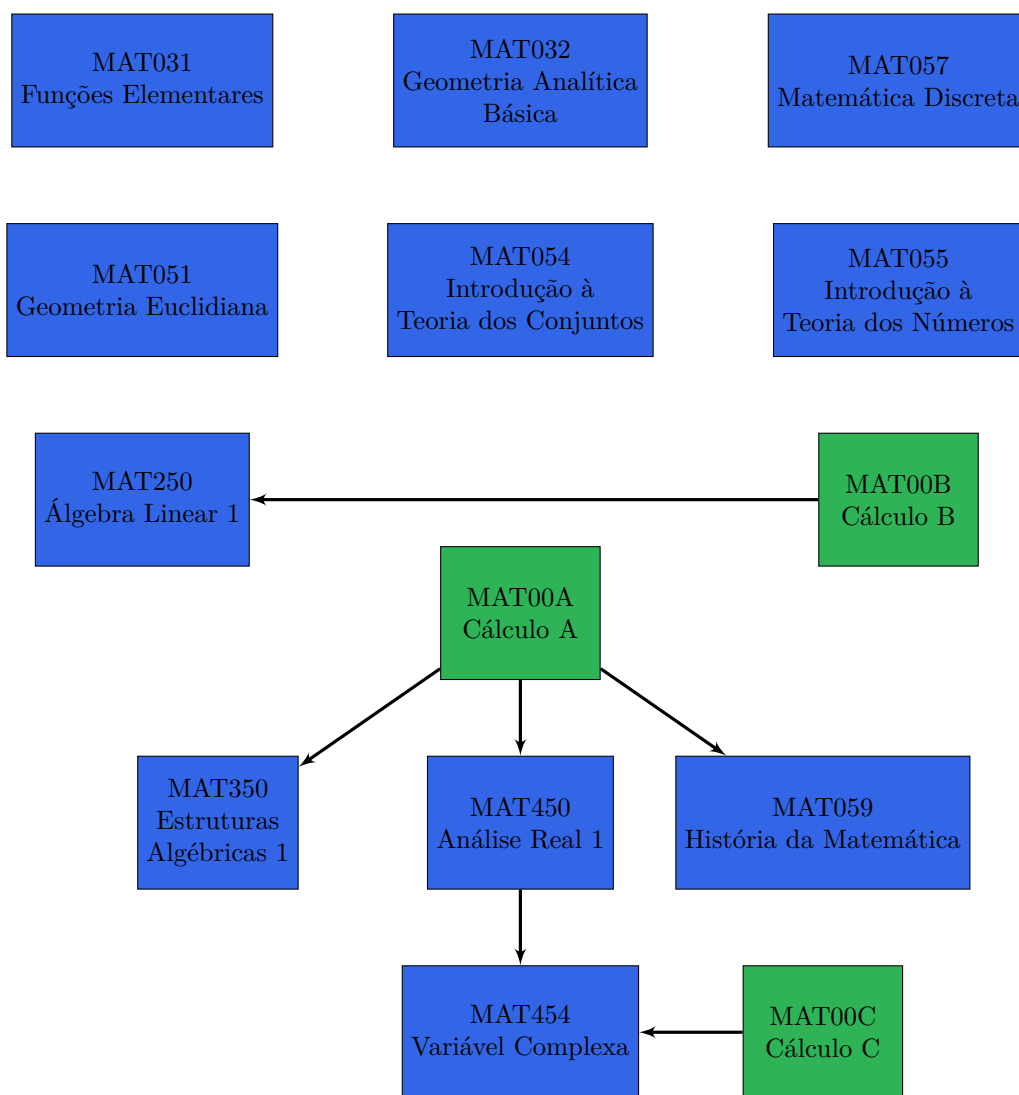 MAT031
Funções Elementares
MAT032
Geometria Analítica
Básica
MAT057
Matemática Discreta
MAT051
Geometria Euclidiana
MAT054
Introdução à
Teoria dos Conjuntos
MAT055
Introdução à
Teoria dos Números
MAT250
Álgebra Linear 1
MAT00B
Cálculo B
MAT00A
Cálculo A
MAT350
Estruturas
Algébricas 1
MAT450
Análise Real 1
MAT059
História da Matemática
MAT454
Variável Complexa
MAT00C
Cálculo C